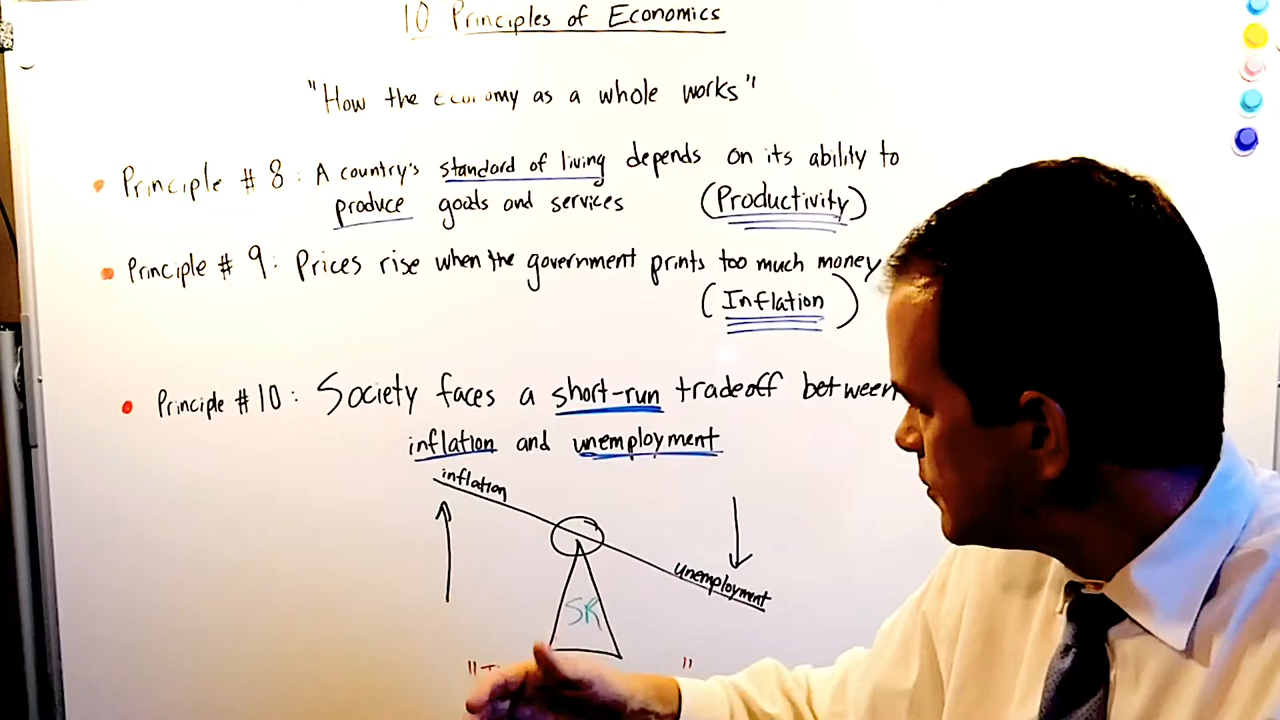 10 Principles of Economics
"How the economy as a whole works"
Principle # 8: A country's standard of living depends on its ability to
produce goods and services (Productivity)
Principle # 9: Prices rise when the government prints too much money
(Inflation)
Principle # 10: Society faces a short-run tradeoff between
inflation and unemployment
inflation
unemployment
SR